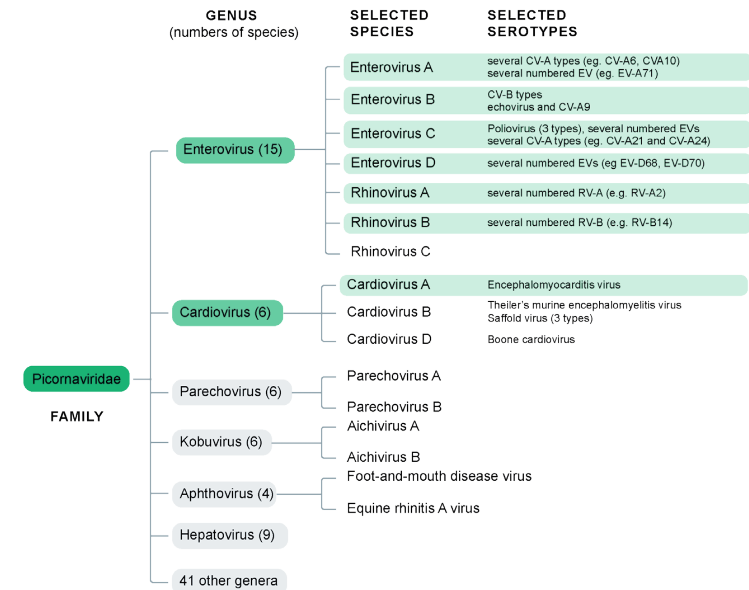 GENUS
(numbers of species)
SELECTED
SPECIES
SELECTED
SEROTYPES
Enterovirus A
several CV-A types (eg. CV-A6, CVA10)
several numbered EV (eg. EV-A71)
Enterovirus B
CV-B types
echovirus and CV-A9
Enterovirus (15)
Enterovirus C
Poliovirus (3 types), several numbered EVs
several CV-A types (eg. CV-A21 and CV-A24)
Enterovirus D
several numbered EVs (eg EV-D68, EV-D70)
Rhinovirus A
several numbered RV-A (e.g. RV-A2)
Rhinovirus B
several numbered RV-B (e.g. RV-B14)
Rhinovirus C
Cardiovirus A
Encephalomyocarditis virus
Cardiovirus (6)
Cardiovirus B
Theiler's murine encephalomyelitis virus
Saffold virus (3 types)
Cardiovirus D
Boone cardiovirus
Picornaviridae
FAMILY
Parechovirus (6)
Parechovirus A
Parechovirus B
Kobuvirus (6)
Aichivirus A
Aichivirus B
Aphthovirus (4)
Foot-and-mouth disease virus
Equine rhinitis A virus
Hepatovirus (9)
41 other genera